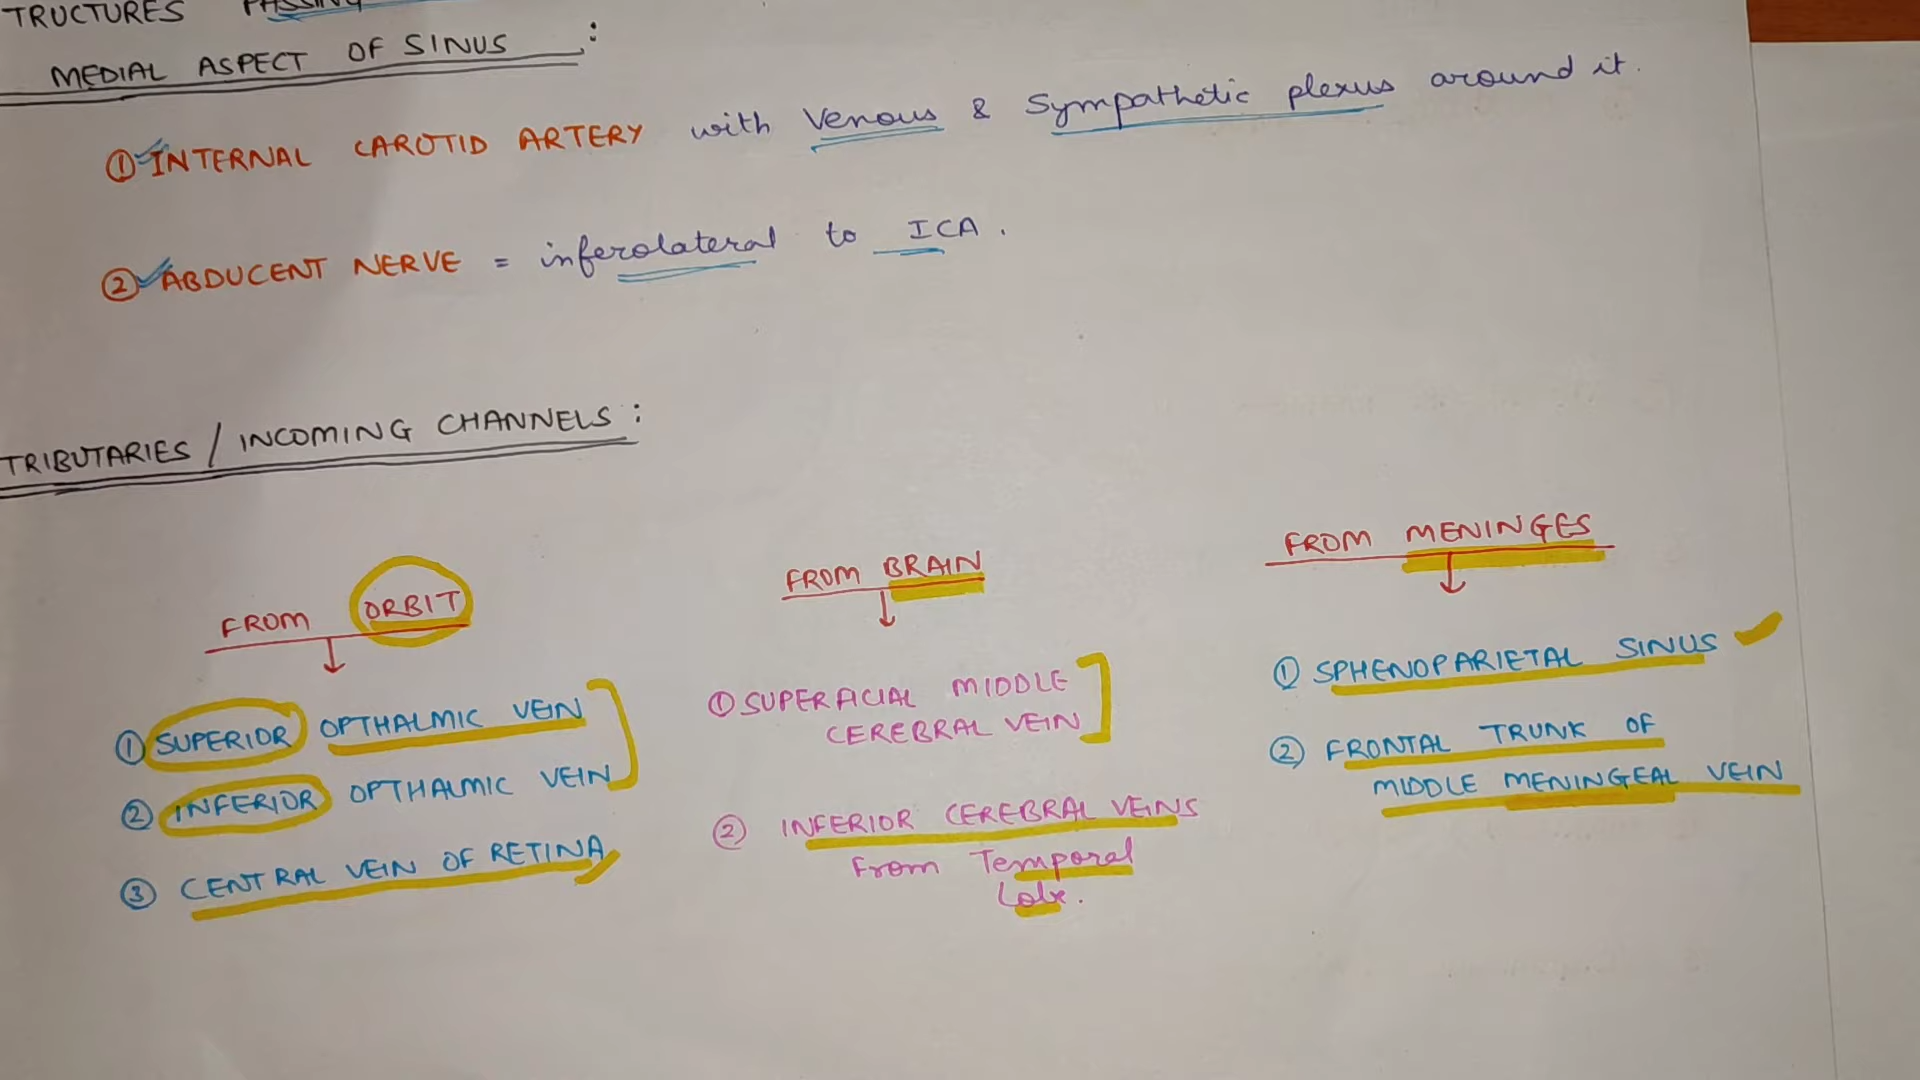 TRUCTURES PASSING
MEDIAL ASPECT OF SINUS :
① INTERNAL CAROTID ARTERY with Venous & Sympathetic plexus around it.
② ABDUCENT NERVE = inferolateral to ICA.
TRIBUTARIES / INCOMING CHANNELS :
FROM ORBIT
① SUPERIOR OPTHALMIC VEIN
② INFERIOR OPTHALMIC VEIN
③ CENTRAL VEIN OF RETINA
FROM BRAIN
① SUPERFICIAL MIDDLE
CEREBRAL VEIN
② INFERIOR CEREBRAL VEINS
From Temporal
Lobe.
FROM MENINGES
① SPHENOPARIETAL SINUS
② FRONTAL TRUNK OF
MIDDLE MENINGEAL VEIN